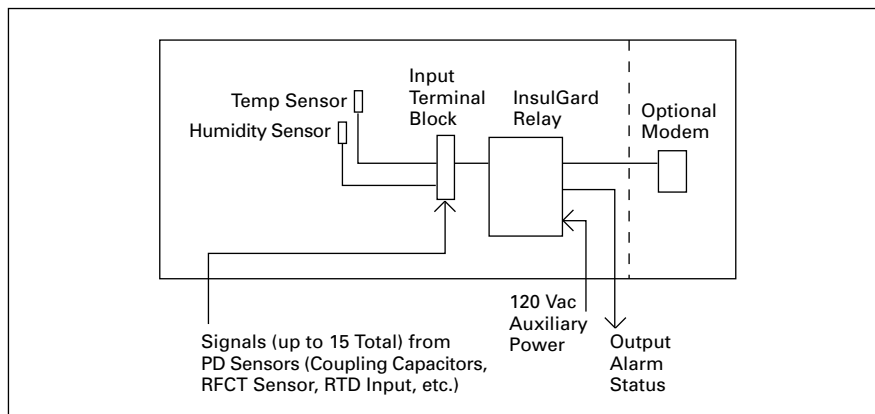 Temp Sensor
Humidity Sensor
Input
Terminal
Block
InsulGard
Relay
Optional
Modem
Signals (up to 15 Total) from
PD Sensors (Coupling Capacitors,
RFCT Sensor, RTD Input, etc.)
120 Vac
Auxiliary
Power
Output
Alarm
Status